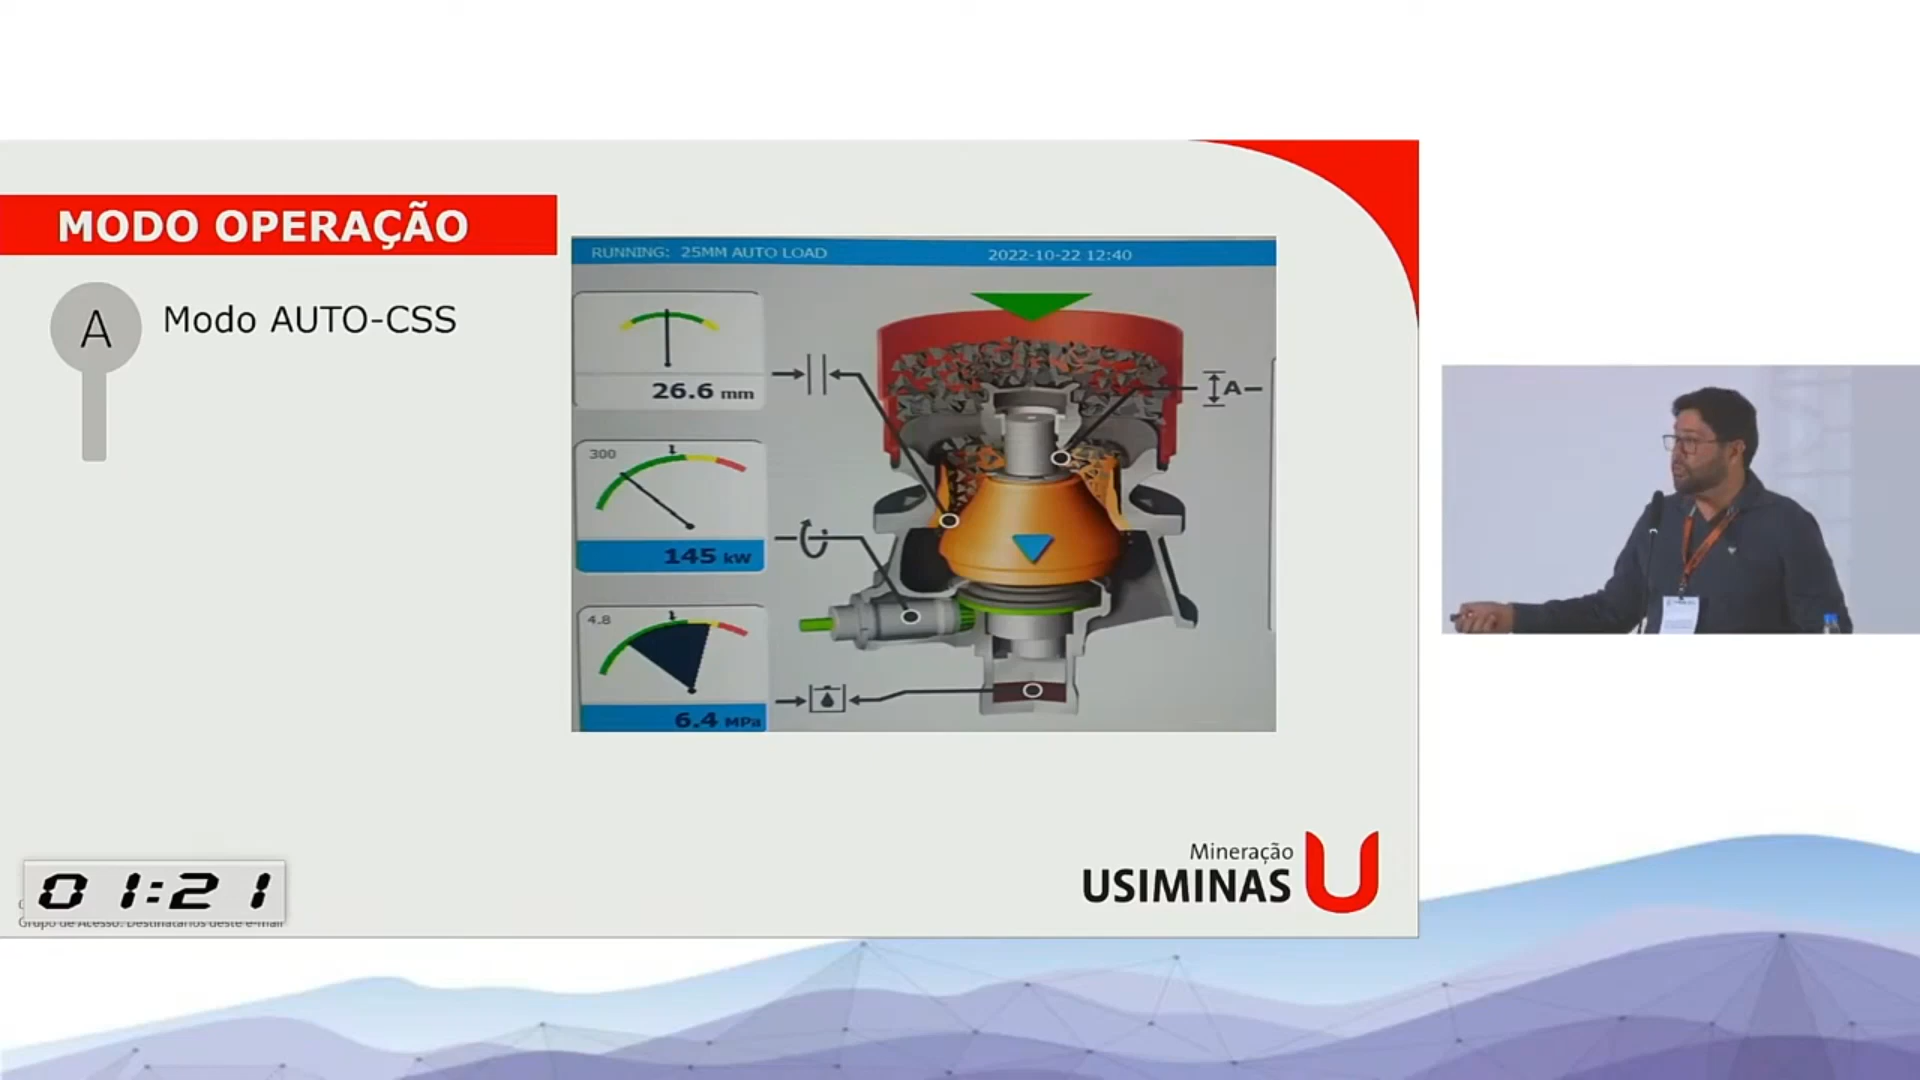 MODO OPERAÇÃO
A
Modo AUTO-CSS
RUNNING: 25MM AUTO LOAD
2022-10-22 12:40
26.6 mm
300
145 kW
4.8
6.4 MPa
A
Mineração
USIMINAS
01:21
Grupo de Acesso: Destinatários deste e-mail